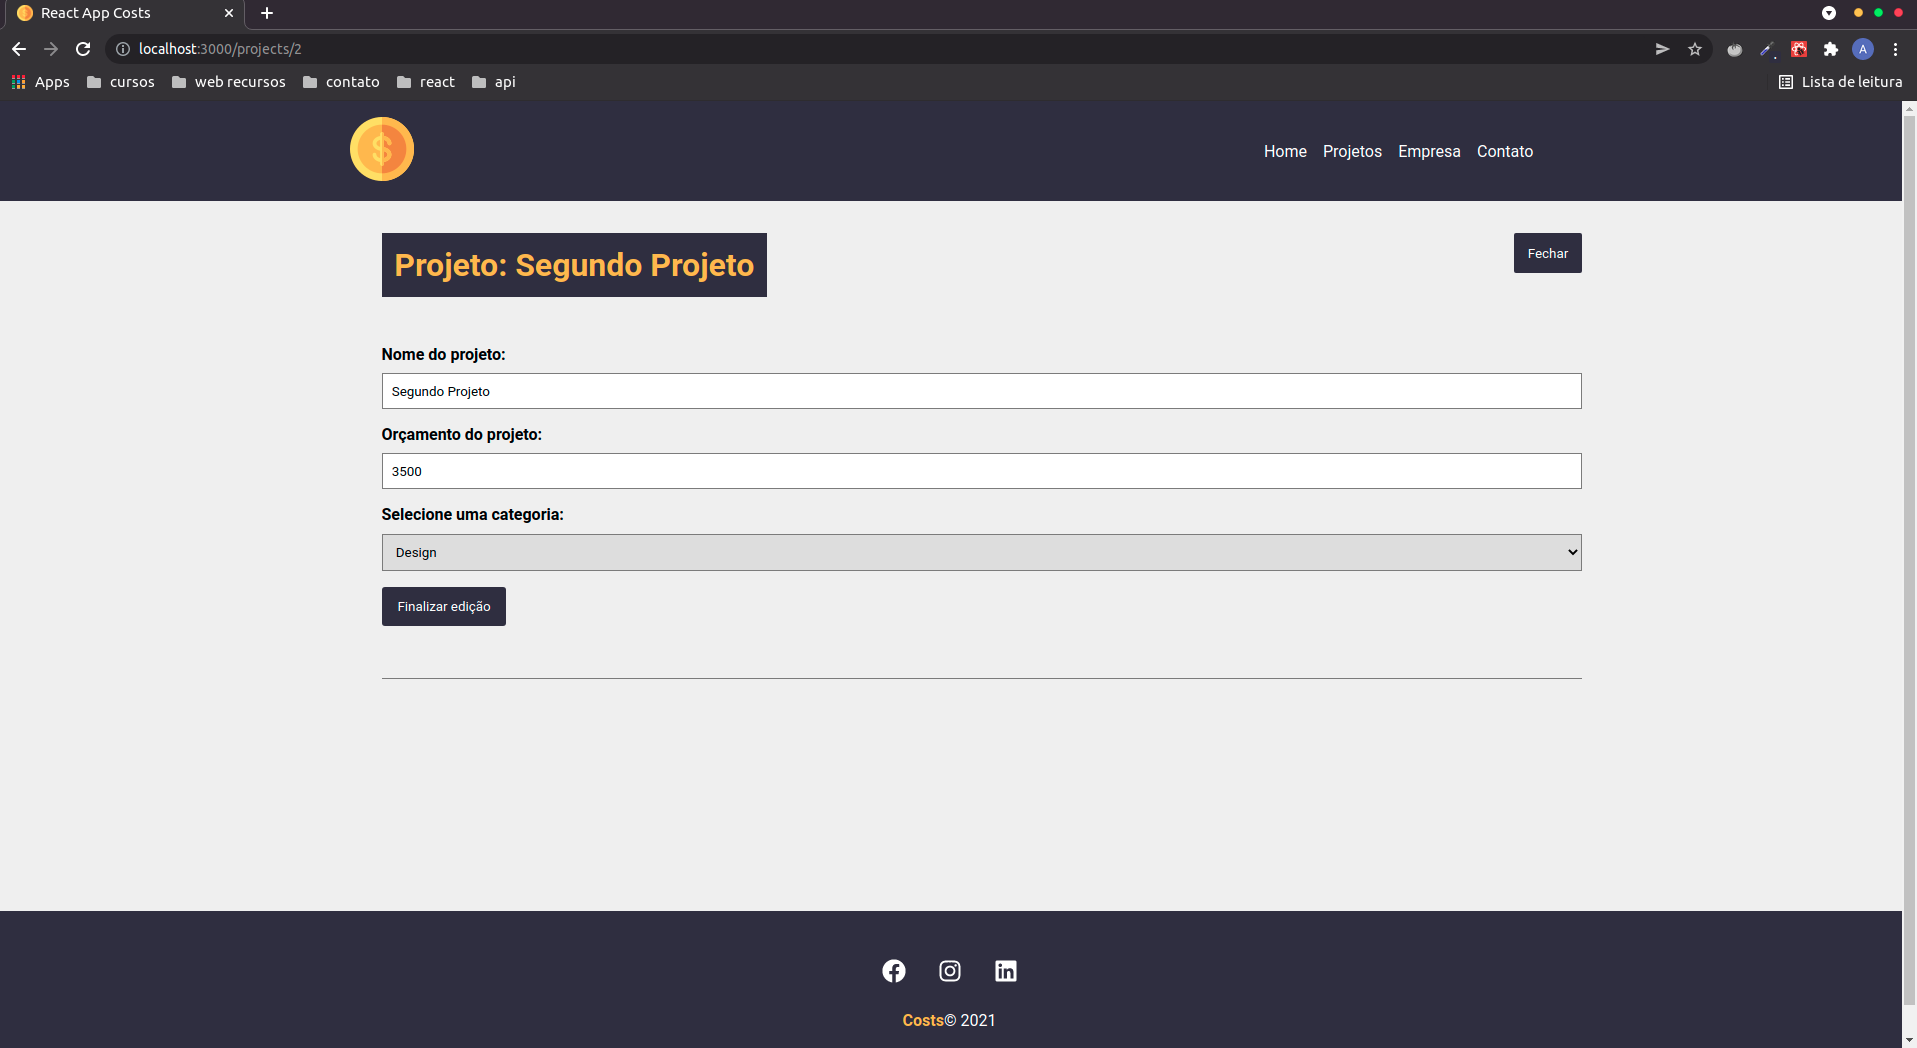 React App Costs
localhost:3000/projects/2
A
Apps cursos web recursos contato react api Lista de leitura
$
Home Projetos Empresa Contato
Projeto: Segundo Projeto
Fechar
Nome do projeto:
Segundo Projeto
Orçamento do projeto:
3500
Selecione uma categoria:
Design
Finalizar edição
Costs© 2021